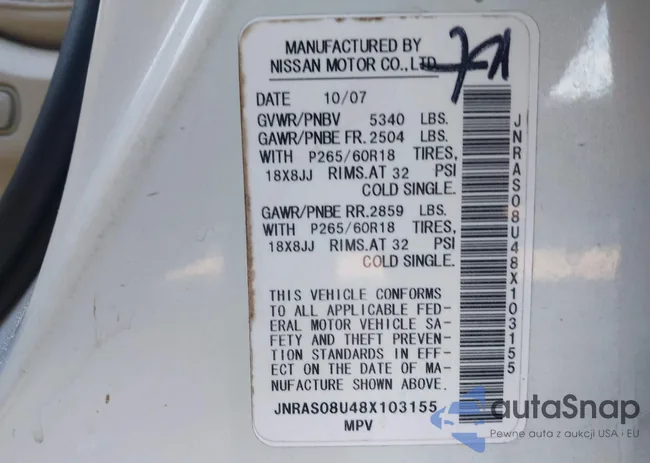 MANUFACTURED BY
NISSAN MOTOR CO., LTD.
DATE 10/07
GVWR/PNBV 5340 LBS.
GAWR/PNBE FR. 2504 LBS.
WITH P265/60R18 TIRES,
18X8JJ RIMS. AT 32 PSI
COLD SINGLE.
GAWR/PNBE RR. 2859 LBS.
WITH P265/60R18 TIRES,
18X8JJ RIMS. AT 32 PSI
COLD SINGLE.
THIS VEHICLE CONFORMS
TO ALL APPLICABLE FED-
ERAL MOTOR VEHICLE SA-
FETY AND THEFT PREVEN-
TION STANDARDS IN EFF-
ECT ON THE DATE OF MA-
NUFACTURE SHOWN ABOVE.
JNRAS08U48X103155
MPV
JNRAS08U48X103155
autoSnap
Pewne auto z aukcji USA i EU